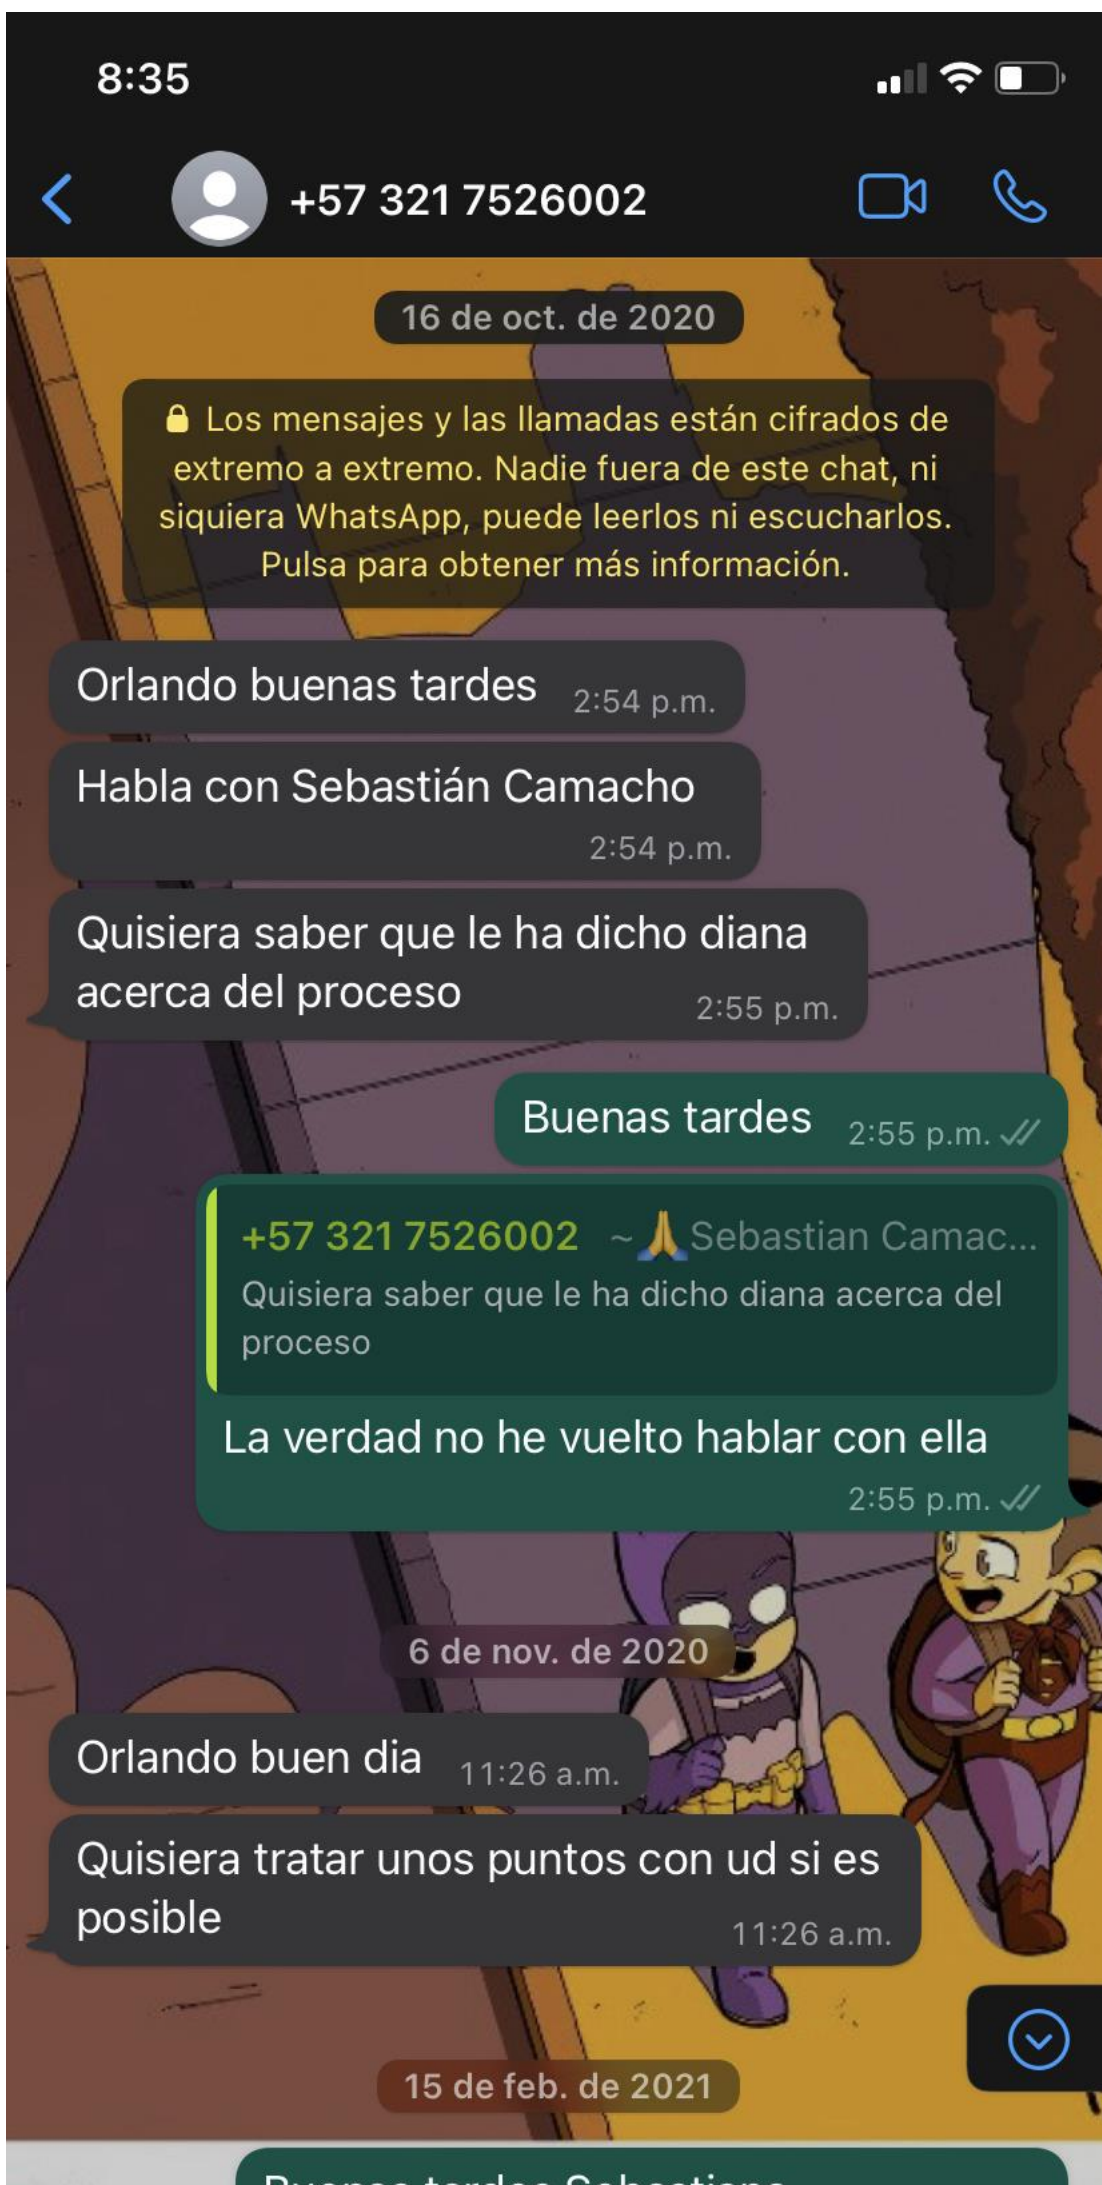 8:35
+57 321 7526002
16 de oct. de 2020
Los mensajes y las llamadas están cifrados de
extremo a extremo. Nadie fuera de este chat, ni
siquiera WhatsApp, puede leerlos ni escucharlos.
Pulsa para obtener más información.
Orlando buenas tardes 2:54 p.m.
Habla con Sebastián Camacho
2:54 p.m.
Quisiera saber que le ha dicho diana
acerca del proceso 2:55 p.m.
Buenas tardes 2:55 p.m.
+57 321 7526002 ~🙏Sebastian Camac...
Quisiera saber que le ha dicho diana acerca del
proceso
La verdad no he vuelto hablar con ella
2:55 p.m.
6 de nov. de 2020
Orlando buen dia 11:26 a.m.
Quisiera tratar unos puntos con ud si es
posible 11:26 a.m.
15 de feb. de 2021
Buenas tardes